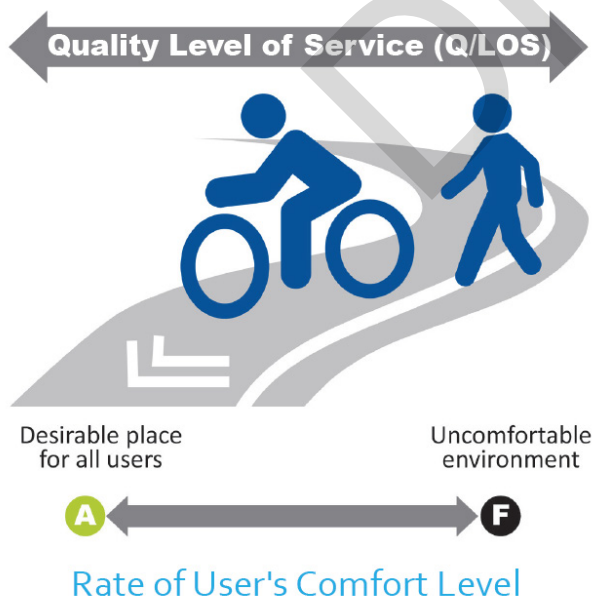 Quality Level of Service (Q/LOS)
Desirable place
for all users
Uncomfortable
environment
A
F
Rate of User's Comfort Level